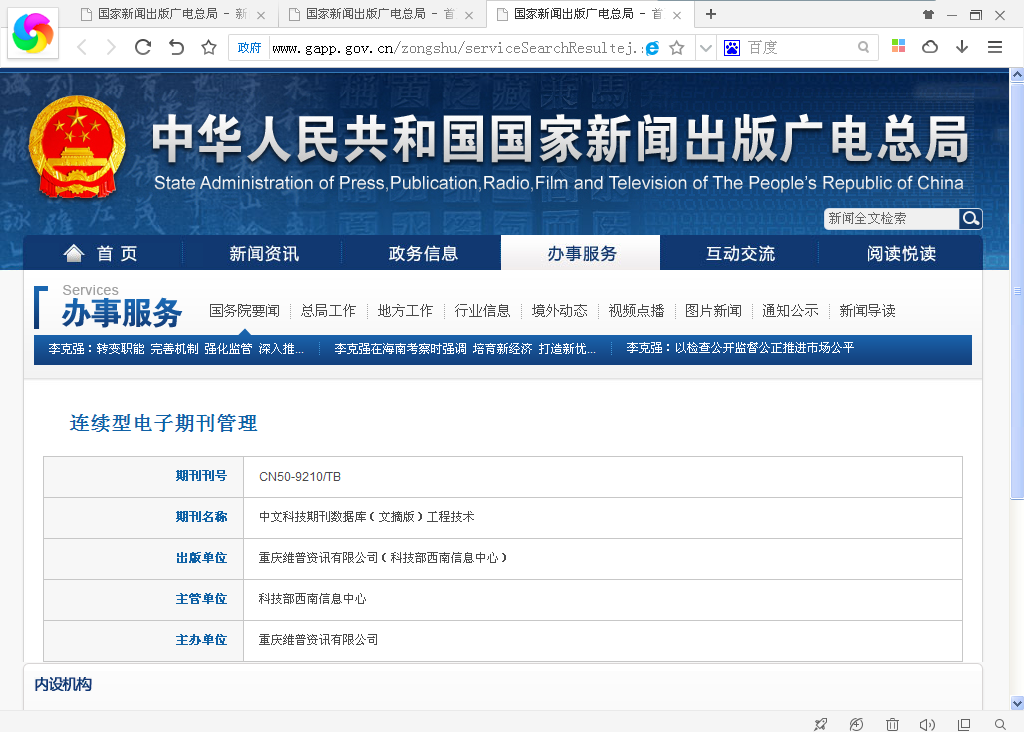 国家新闻出版广电总局 - 新
国家新闻出版广电总局 - 首
国家新闻出版广电总局 - 首
政府 www.gapp.gov.cn/zongshu/serviceSearchResultej.:
百度
中华人民共和国国家新闻出版广电总局
State Administration of Press,Publication,Radio,Film and Television of The People's Republic of China
新闻全文检索
首 页 新闻资讯 政务信息 办事服务 互动交流 阅读悦读
Services
办事服务
国务院要闻 总局工作 地方工作 行业信息 境外动态 视频点播 图片新闻 通知公示 新闻导读
李克强：转变职能 完善机制 强化监管 深入推... 李克强在海南考察时强调 培育新经济 打造新优... 李克强：以检查公开监督公正推进市场公平
连续型电子期刊管理
期刊刊号 CN50-9210/TB
期刊名称 中文科技期刊数据库（文摘版）工程技术
出版单位 重庆维普资讯有限公司（科技部西南信息中心）
主管单位 科技部西南信息中心
主办单位 重庆维普资讯有限公司
内设机构